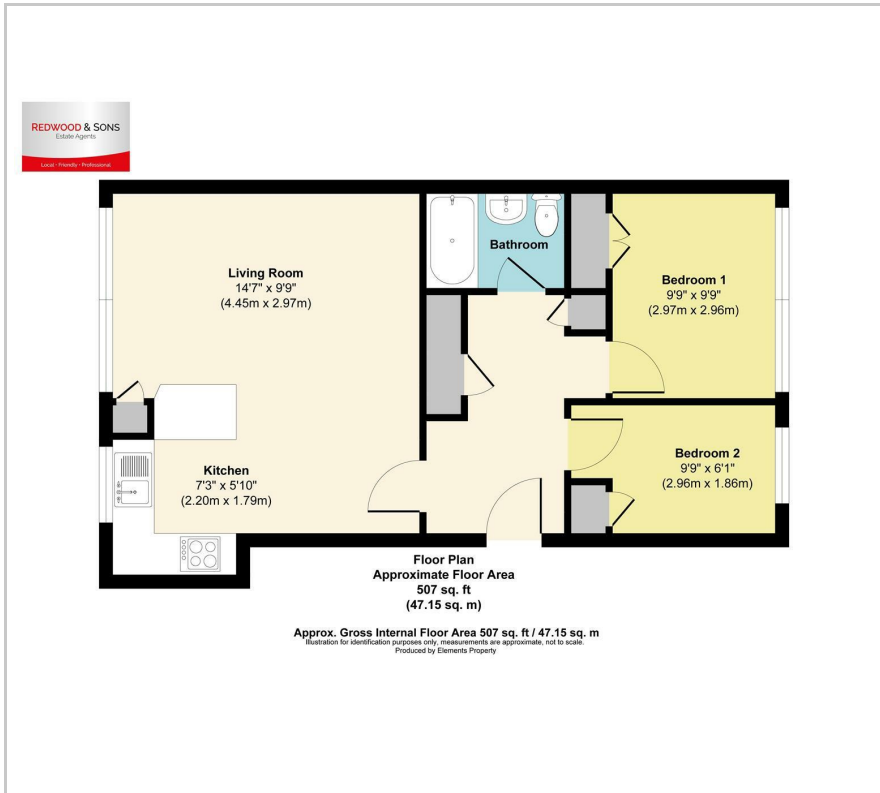 REDWOOD & SONS
Estate Agents
Local - Friendly - Professional
Living Room
14'7" x 9'9"
(4.45m x 2.97m)
Bathroom
Bedroom 1
9'9" x 9'9"
(2.97m x 2.96m)
Kitchen
7'3" x 5'10"
(2.20m x 1.79m)
Bedroom 2
9'9" x 6'1"
(2.96m x 1.86m)
Floor Plan
Approximate Floor Area
507 sq. ft
(47.15 sq. m)
Approx. Gross Internal Floor Area 507 sq. ft / 47.15 sq. m
Illustration for identification purposes only, measurements are approximate, not to scale.
Produced by Elements Property